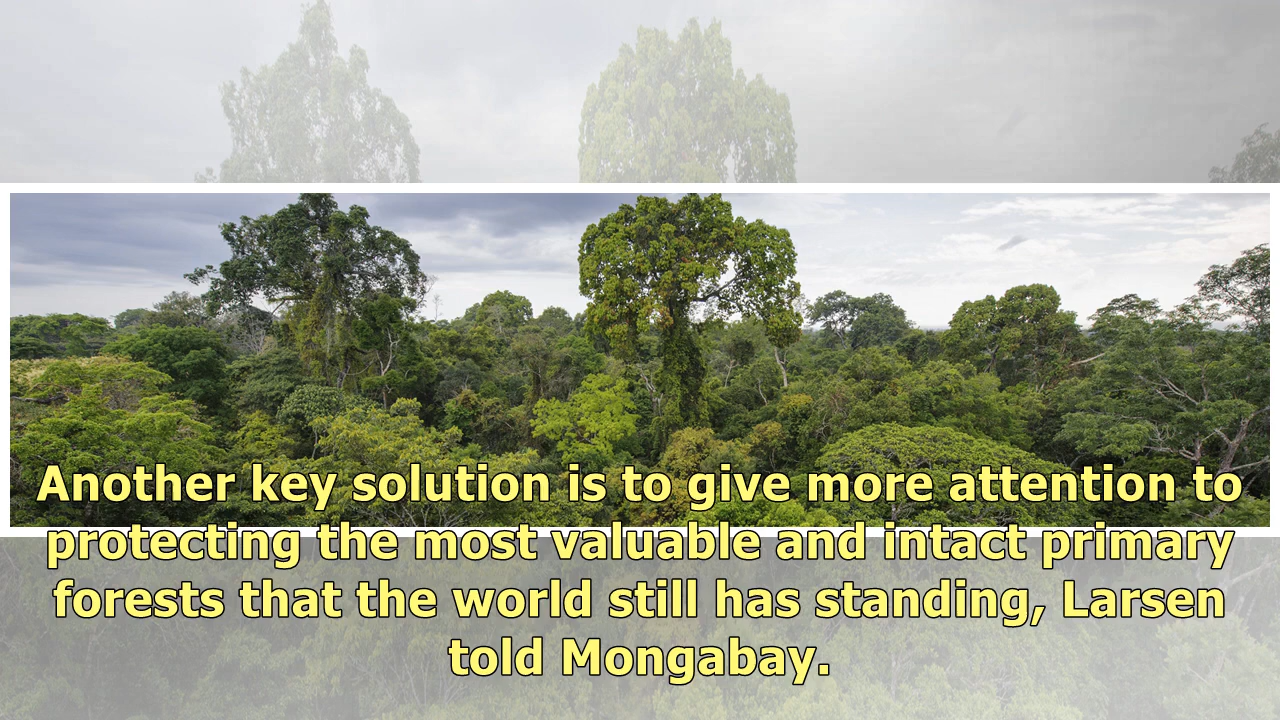 Another key solution is to give more attention to
protecting the most valuable and intact primary
forests that the world still has standing, Larsen
told Mongabay.